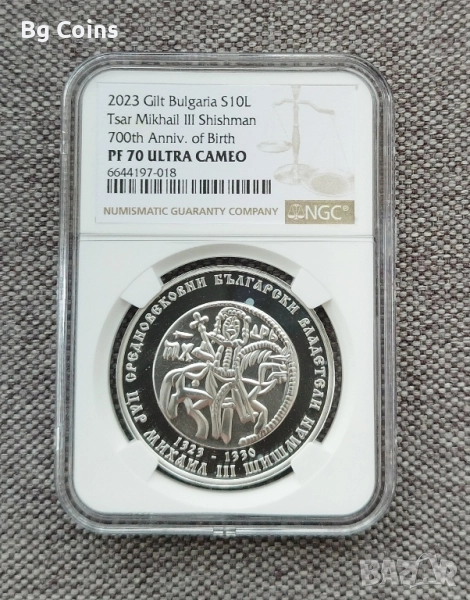 Bg Coins
2023 Gilt Bulgaria S10L
Tsar Mikhail III Shishman
700th Anniv. of Birth
PF 70 ULTRA CAMEO
6644197-018
NUMISMATIC GUARANTY COMPANY NGC®
СРЕДНОВЕКОВНИ БЪЛГАРСКИ ВЛАДЕТЕЛИ
ЦАР МИХАИЛ III ШИШМАН
1323 - 1330
BAZAR